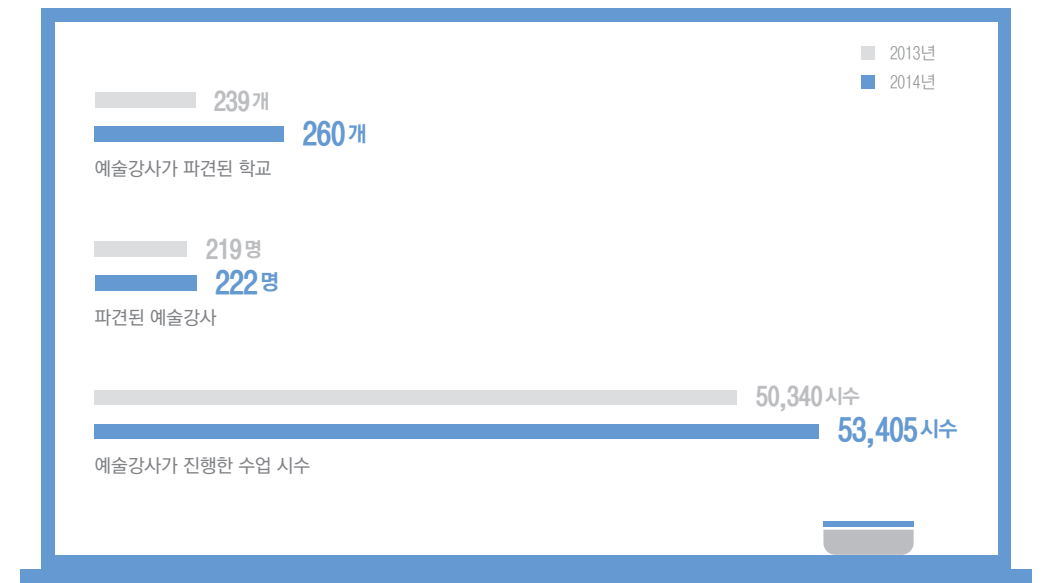 2013년
2014년
239개
260개
예술강사가 파견된 학교
219명
222명
파견된 예술강사
50,340시수
53,405시수
예술강사가 진행한 수업 시수